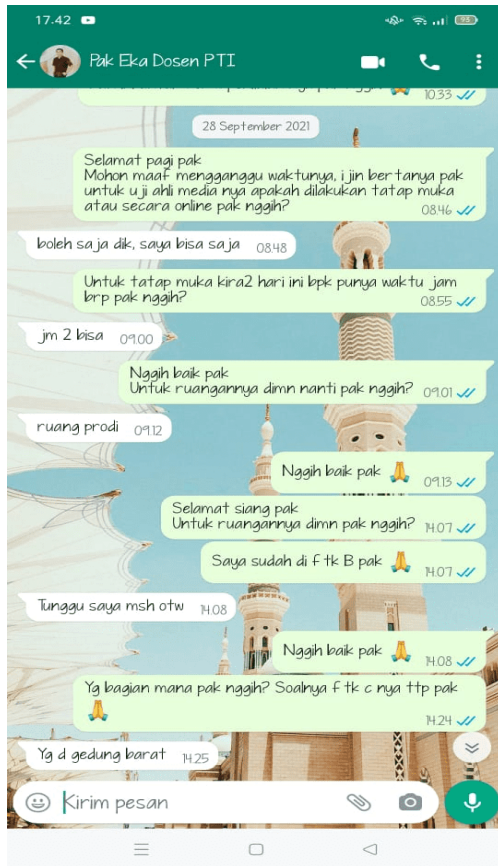 17.42
93
Pak Eka Dosen PTI
10.33
28 September 2021
Selamat pagi pak
Mohon maaf mengganggu waktunya, ijin bertanya pak
untuk uji ahli media nya apakah dilakukan tatap muka
atau secara online pak nggih?
08.46
boleh saja dik, saya bisa saja 08.48
Untuk tatap muka kira2 hari ini bpk punya waktu jam
brp pak nggih?
08.55
jm 2 bisa 09.00
Nggih baik pak
Untuk ruangannya dimn nanti pak nggih? 09.01
ruang prodi 09.12
Nggih baik pak 🙏 09.13
Selamat siang pak
Untuk ruangannya dimn pak nggih? 14.07
Saya sudah di ftk B pak 🙏 14.07
Tunggu saya msh otw 14.08
Nggih baik pak 🙏 14.08
Yg bagian mana pak nggih? Soalnya ftk c nya ttp pak
🙏
14.24
Yg d gedung barat 14.25
Kirim pesan